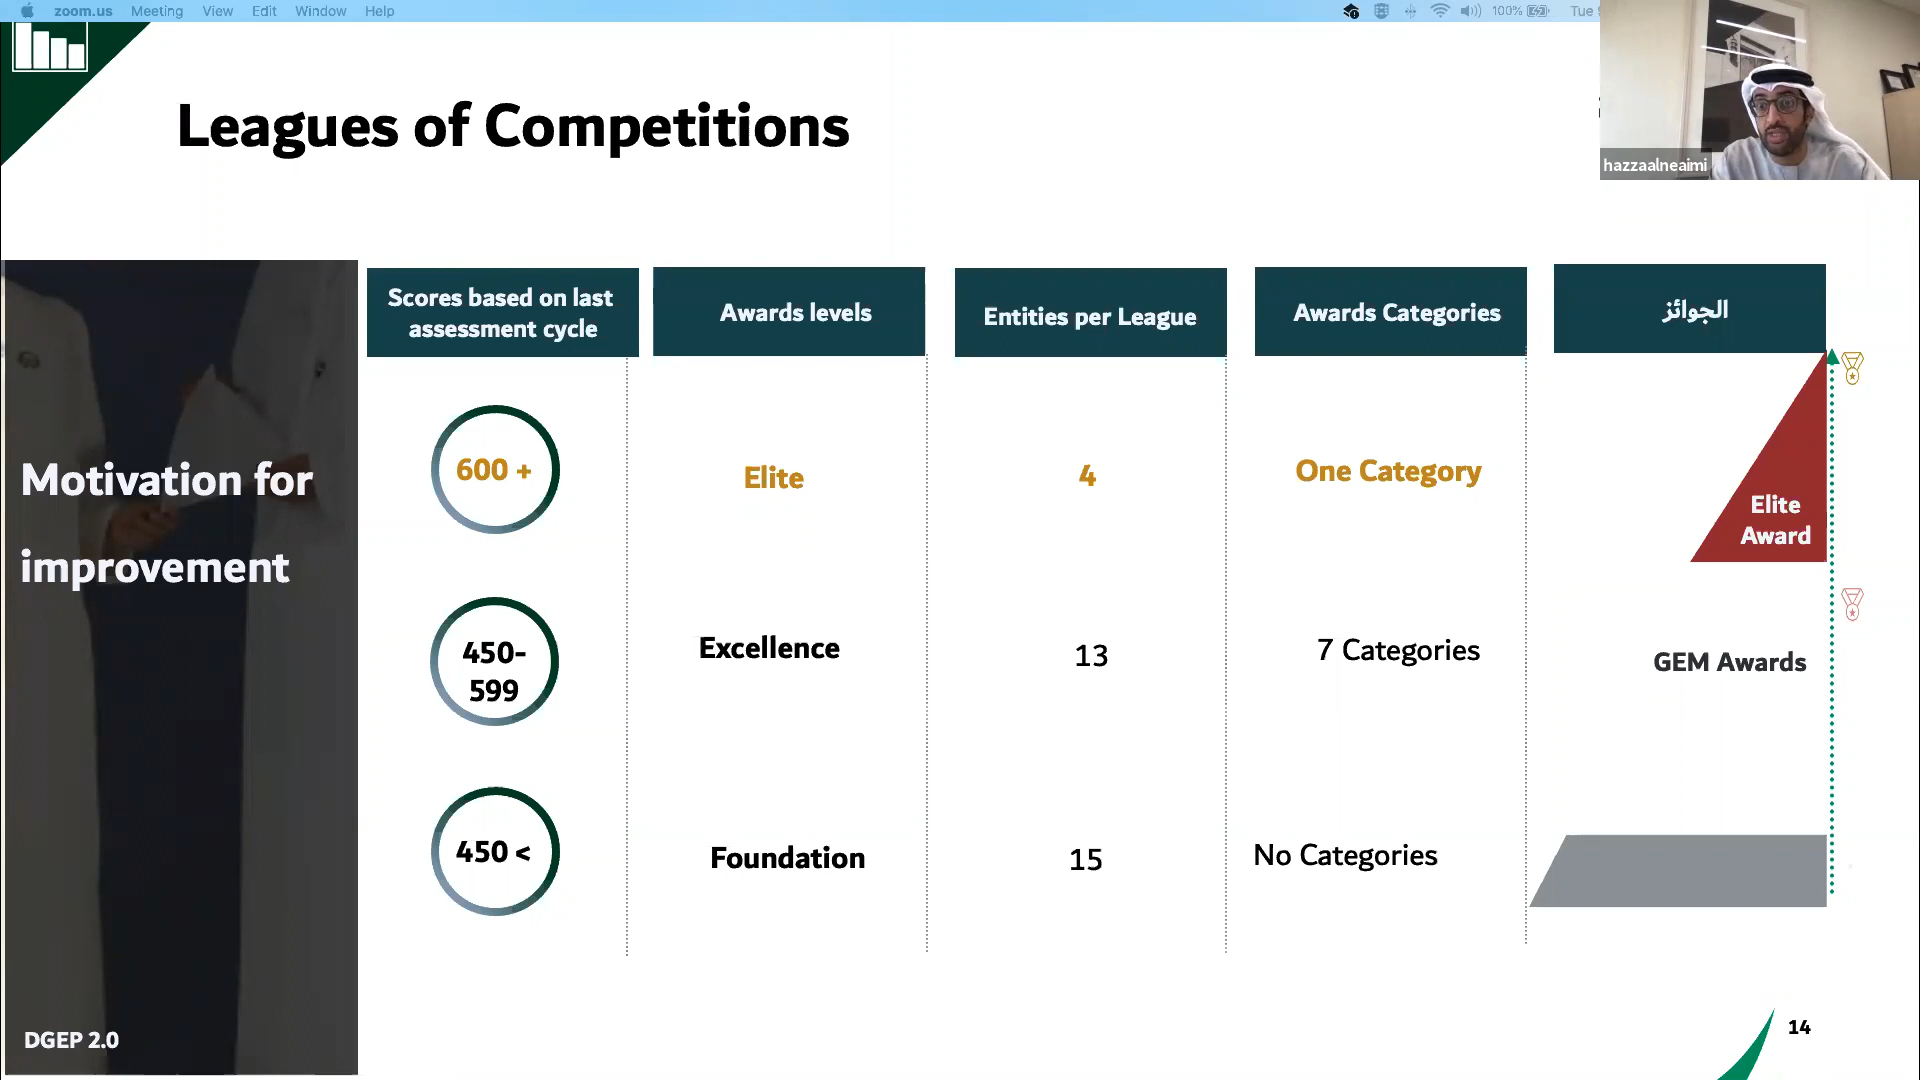 zoom.us Meeting View Edit Window Help 100% Tue
hazzaalneaimi
Leagues of Competitions
Motivation for
improvement
DGEP 2.0
Scores based on last
assessment cycle
Awards levels
Entities per League
Awards Categories
الجوائز
600 +
Elite
4
One Category
Elite
Award
450-
599
Excellence
13
7 Categories
GEM Awards
450 <
Foundation
15
No Categories
14